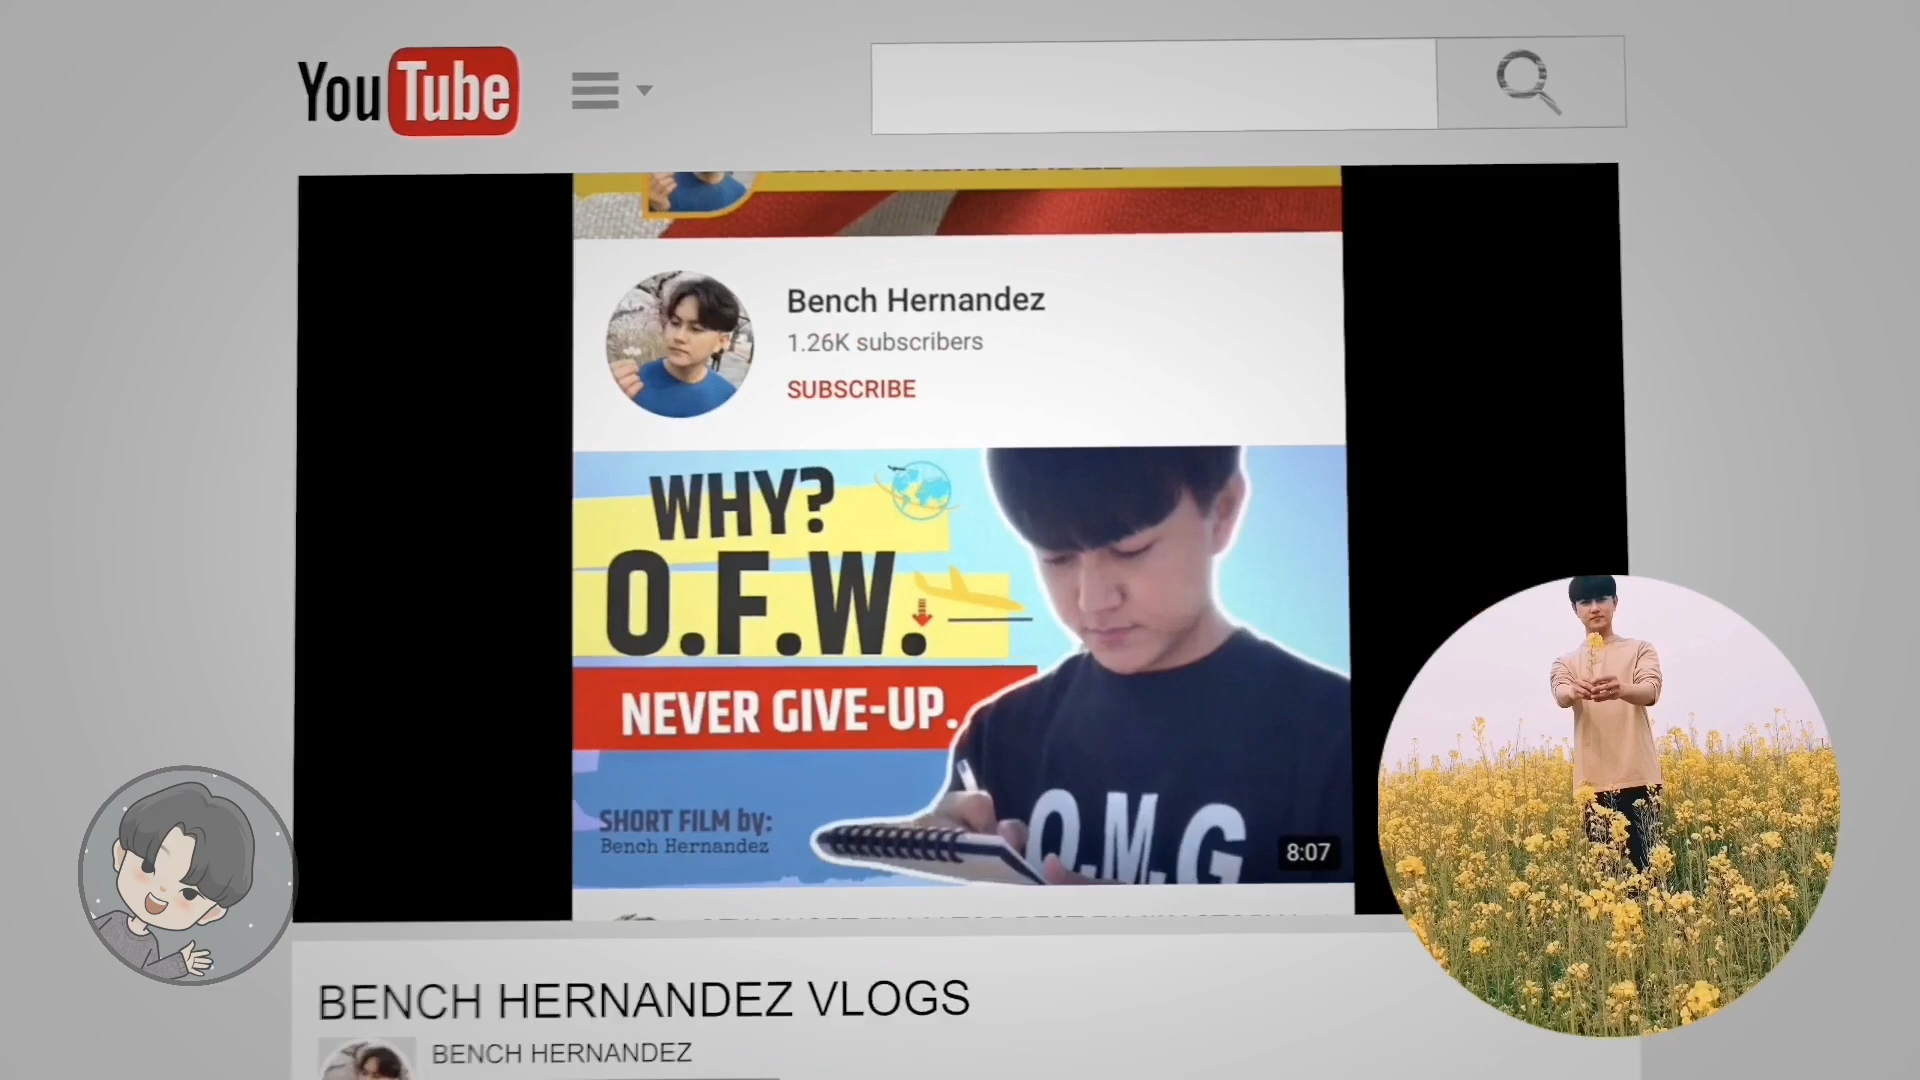 YouTube
Bench Hernandez
1.26K subscribers
SUBSCRIBE
WHY?
O.F.W.
NEVER GIVE-UP.
SHORT FILM by:
Bench Hernandez
O.M.G
8:07
BENCH HERNANDEZ VLOGS
BENCH HERNANDEZ